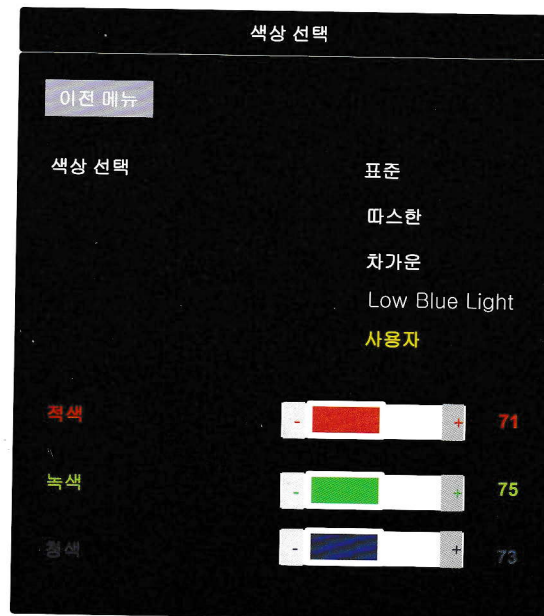 색상 선택
이전 메뉴
색상 선택 표준
따스한
차가운
Low Blue Light
사용자
적색 - + 71
녹색 - + 75
청색 - + 73